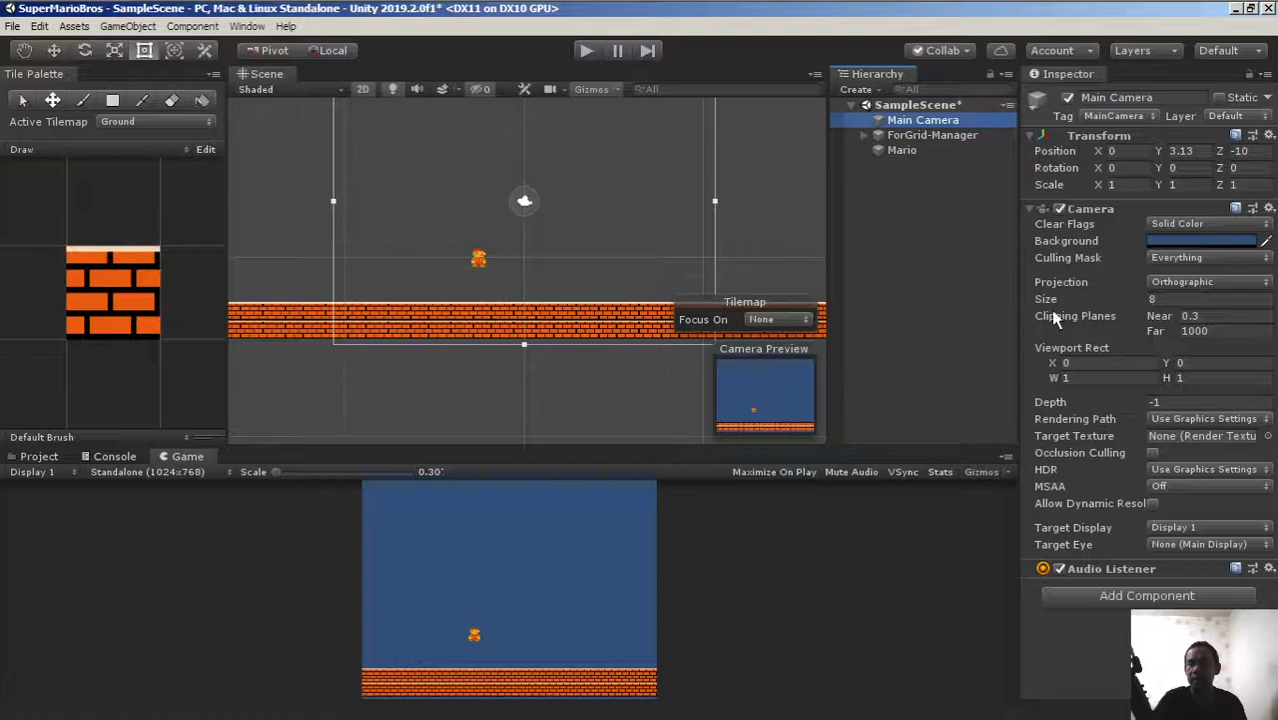 SuperMarioBros - SampleScene - PC, Mac & Linux Standalone - Unity 2019.2.0f1* <DX11 on DX10 GPU>
File Edit Assets GameObject Component Window Help
Pivot Local Collab Account Layers Default
Tile Palette
Active Tilemap Ground
Draw Edit
Default Brush
Scene
Shaded 2D 0 Gizmos All
Tilemap
Focus On None
Camera Preview
Hierarchy
Create All
SampleScene*
Main Camera
ForGrid-Manager
Mario
Project Console Game
Display 1 Standalone (1024x768) Scale 0.30 Maximize On Play Mute Audio VSync Stats Gizmos
Inspector
Main Camera Static
Tag MainCamera Layer Default
Transform
Position X 0 Y 3.13 Z -10
Rotation X 0 Y 0 Z 0
Scale X 1 Y 1 Z 1
Camera
Clear Flags Solid Color
Background
Culling Mask Everything
Projection Orthographic
Size 8
Clipping Planes Near 0.3
Far 1000
Viewport Rect
X 0 Y 0
W 1 H 1
Depth -1
Rendering Path Use Graphics Settings
Target Texture None (Render Textu
Occlusion Culling
HDR Use Graphics Settings
MSAA Off
Allow Dynamic Resol
Target Display Display 1
Target Eye None (Main Display)
Audio Listener
Add Component